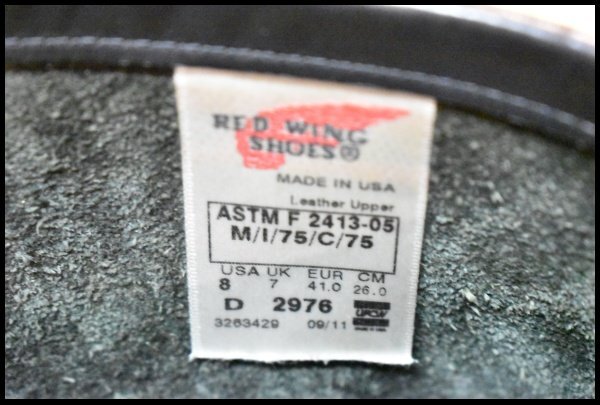 RED WING
SHOES®
MADE IN USA
Leather Upper
ASTM F 2413-05
M/I/75/C/75
USA UK EUR CM
8 7 41.0 26.0
D 2976
UFCW
3263429 09/11